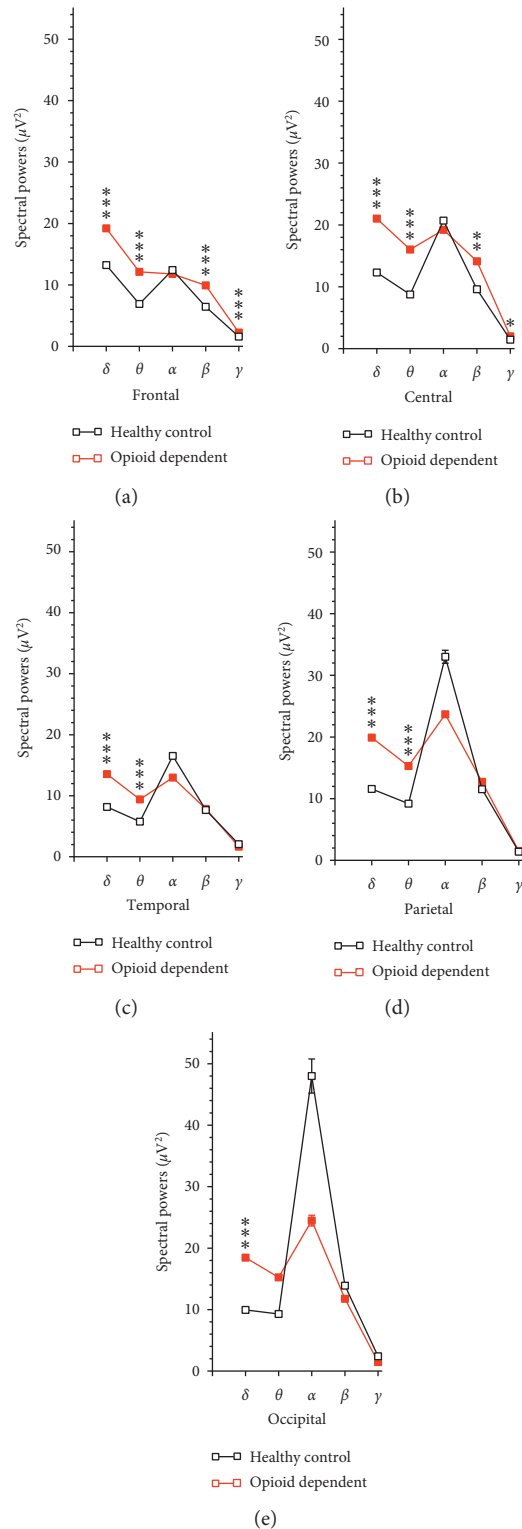 50
40
30
20
10
0
Spectral powers (μV²)
***
***
***
***
δ θ α β γ
Frontal
Healthy control
Opioid dependent
(a)
50
40
30
20
10
0
Spectral powers (μV²)
***
***
**
*
δ θ α β γ
Central
Healthy control
Opioid dependent
(b)
50
40
30
20
10
0
Spectral powers (μV²)
***
***
δ θ α β γ
Temporal
Healthy control
Opioid dependent
(c)
50
40
30
20
10
0
Spectral powers (μV²)
***
***
δ θ α β γ
Parietal
Healthy control
Opioid dependent
(d)
50
40
30
20
10
0
Spectral powers (μV²)
***
δ θ α β γ
Occipital
Healthy control
Opioid dependent
(e)